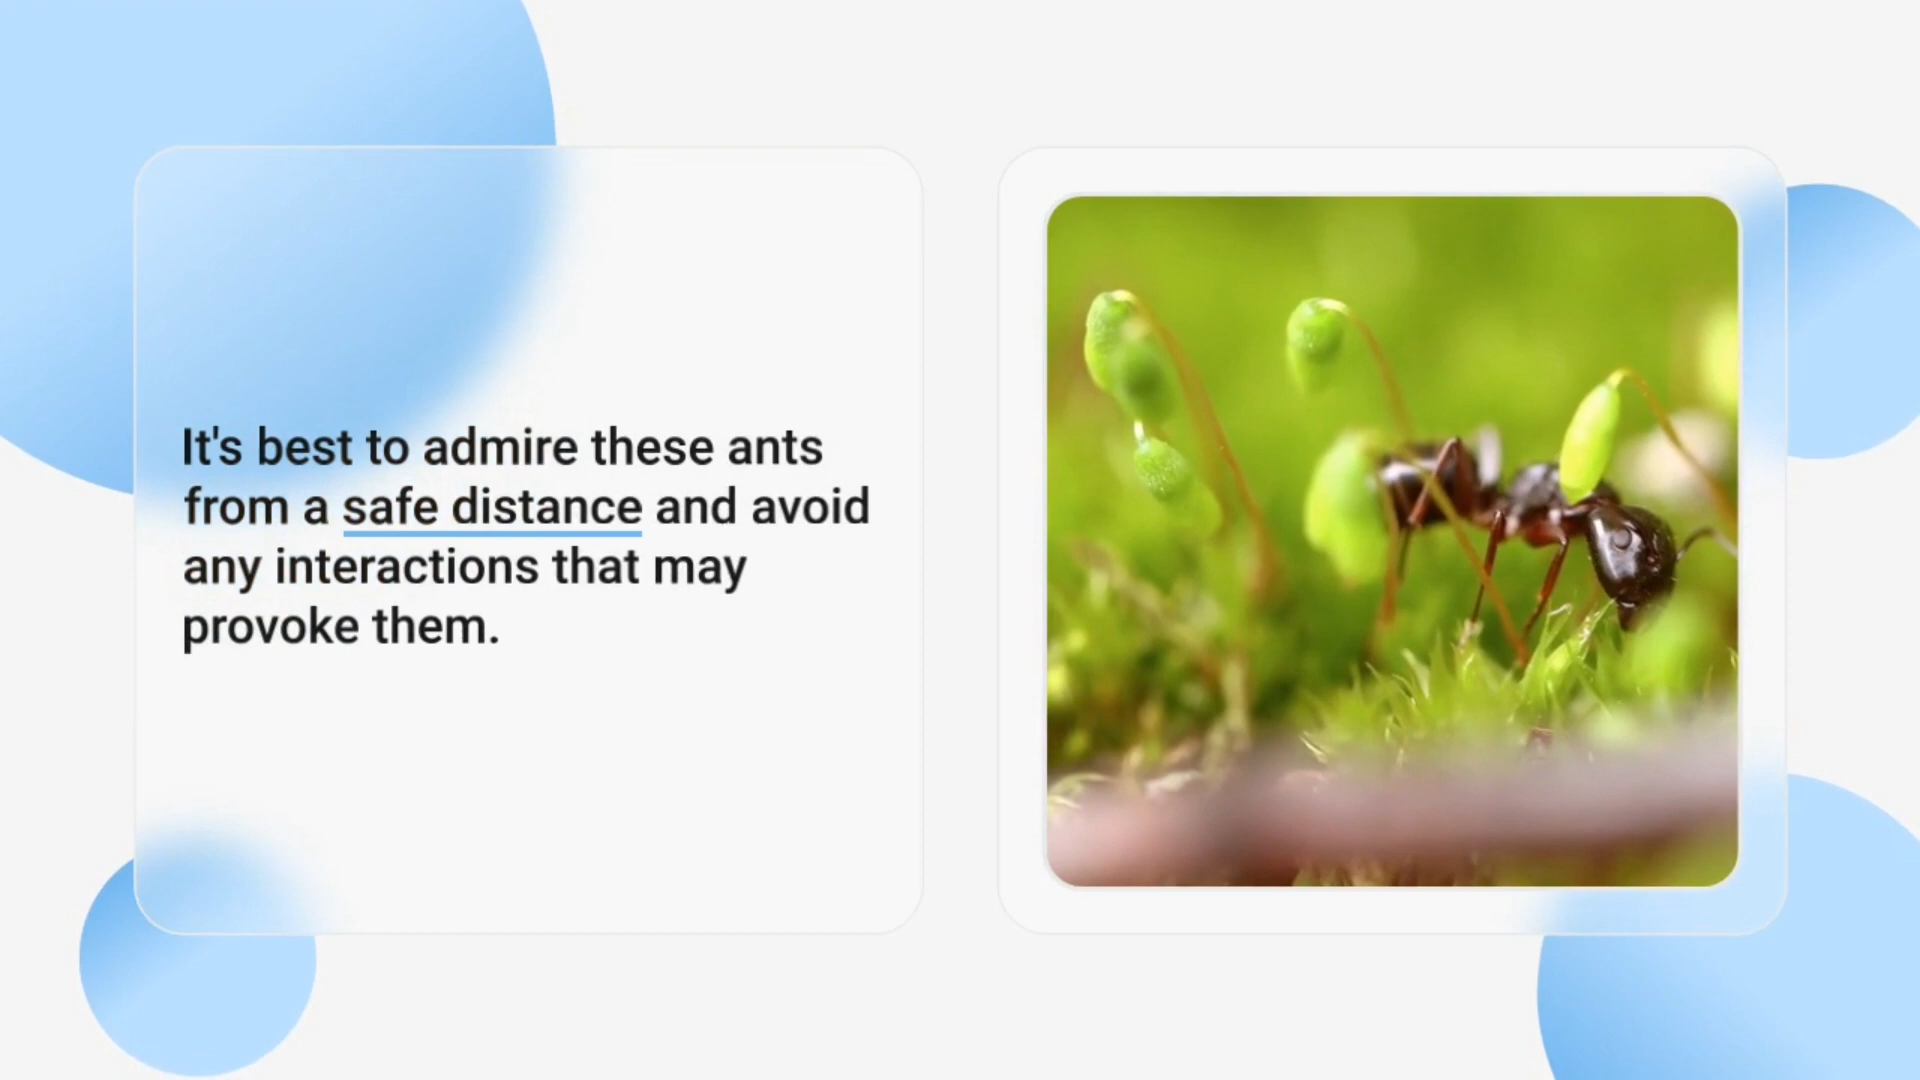 It's best to admire these ants
from a safe distance and avoid
any interactions that may
provoke them.